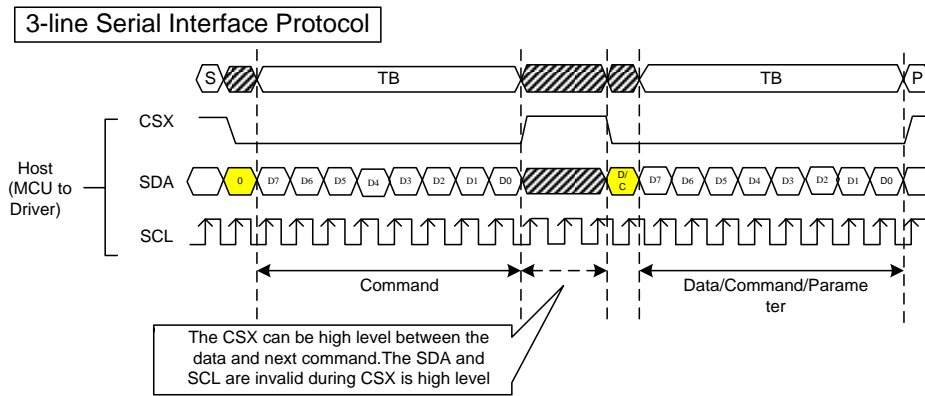 3-line Serial Interface Protocol
S TB TB P
CSX
Host
(MCU to
Driver)
SDA 0 D7 D6 D5 D4 D3 D2 D1 D0 D/
C D7 D6 D5 D4 D3 D2 D1 D0
SCL
Command
Data/Command/Parame
ter
The CSX can be high level between the
data and next command.The SDA and
SCL are invalid during CSX is high level